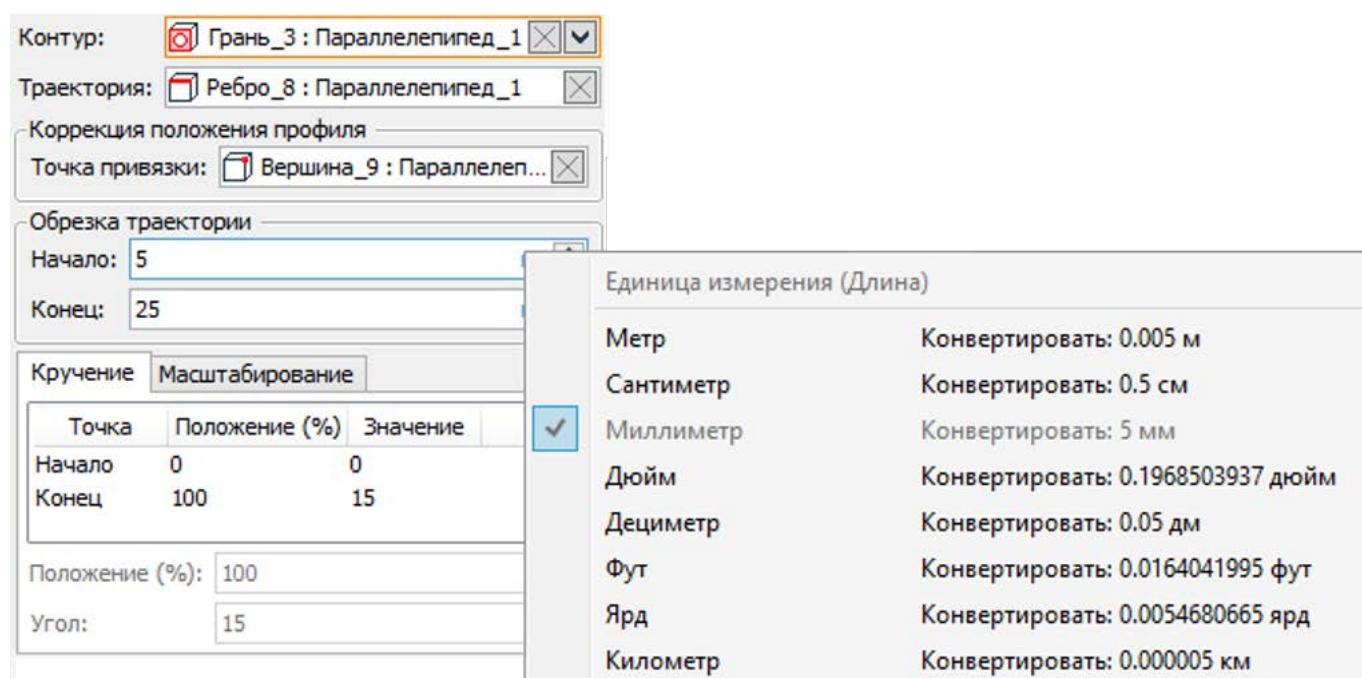 Контур: Грань_3 : Параллелепипед_1
Траектория: Ребро_8 : Параллелепипед_1
Коррекция положения профиля
Точка привязки: Вершина_9 : Параллелеп...
Обрезка траектории
Начало: 5
Конец: 25
Кручение Масштабирование
Точка Положение (%) Значение
Начало 0 0
Конец 100 15
Положение (%): 100
Угол: 15
Единица измерения (Длина)
Метр Конвертировать: 0.005 м
Сантиметр Конвертировать: 0.5 см
Миллиметр Конвертировать: 5 мм
Дюйм Конвертировать: 0.1968503937 дюйм
Дециметр Конвертировать: 0.05 дм
Фут Конвертировать: 0.0164041995 фут
Ярд Конвертировать: 0.0054680665 ярд
Километр Конвертировать: 0.000005 км